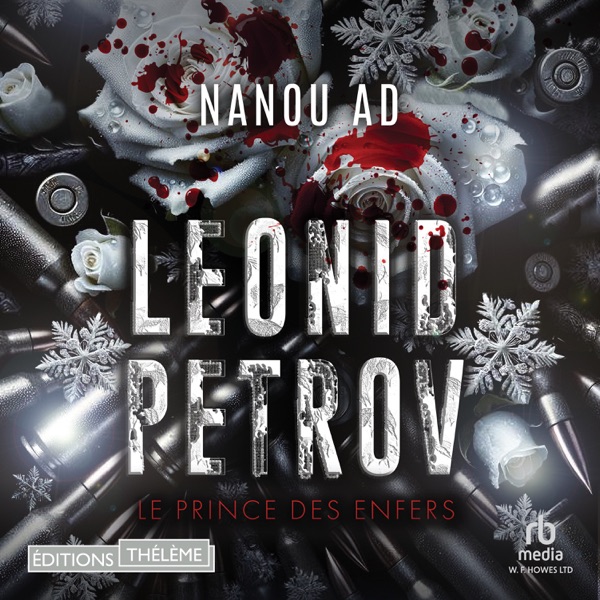 NANOU AD
LEONID
PETROV
LE PRINCE DES ENFERS
ÉDITIONS THÉLÈME
rb
media
W. F. HOWES LTD